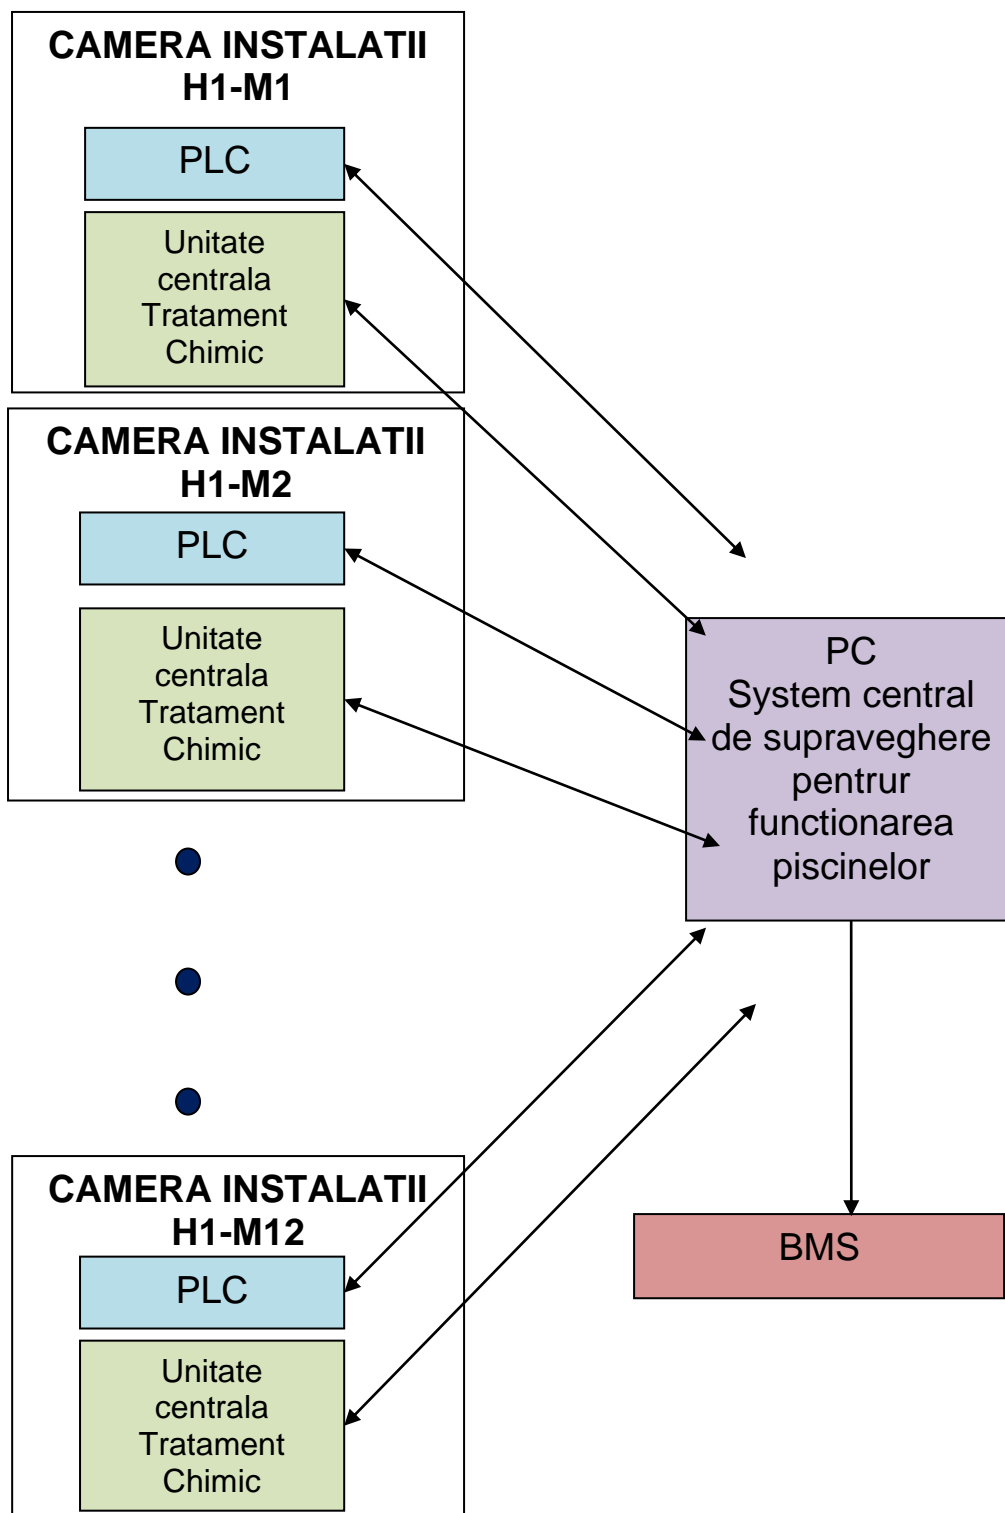 CAMERA INSTALATII
H1-M1
PLC
Unitate
centrala
Tratament
Chimic
CAMERA INSTALATII
H1-M2
PLC
Unitate
centrala
Tratament
Chimic
PC
System central
de supraveghere
pentrur
functionarea
piscinelor
CAMERA INSTALATII
H1-M12
PLC
Unitate
centrala
Tratament
Chimic
BMS